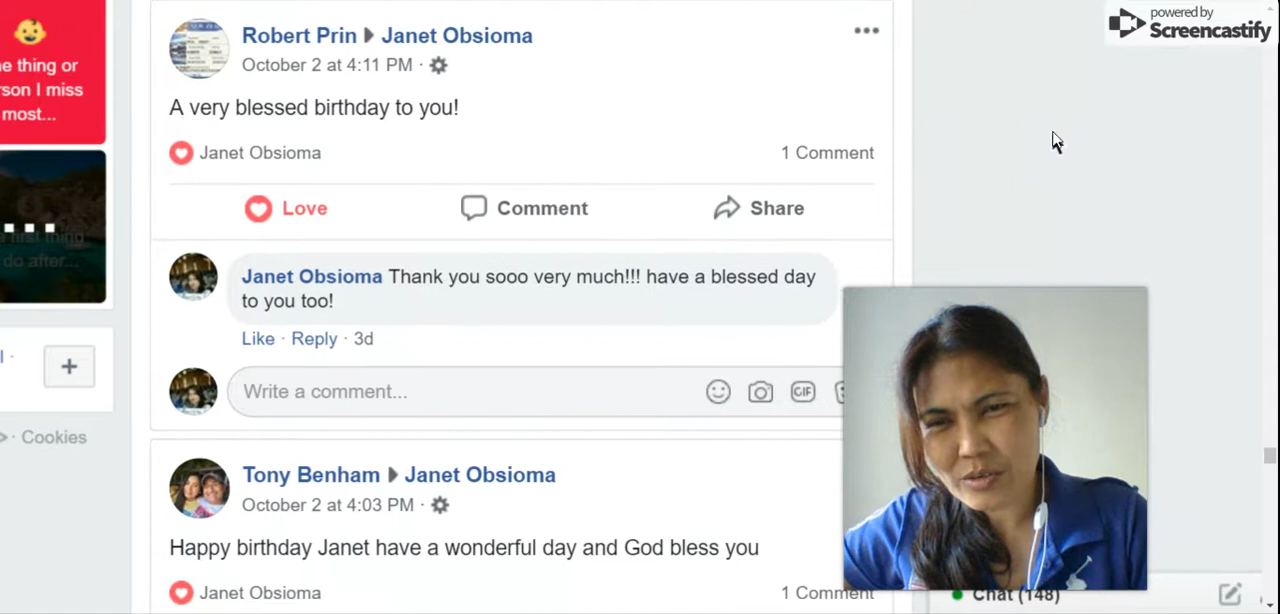 powered by
Screencastify
e thing or
rson I miss
most...
do after...
Cookies
Robert Prin Janet Obsioma
October 2 at 4:11 PM ·
A very blessed birthday to you!
Janet Obsioma 1 Comment
Love Comment Share
Janet Obsioma Thank you sooo very much!!! have a blessed day
to you too!
Like · Reply · 3d
Write a comment...
GIF
Tony Benham Janet Obsioma
October 2 at 4:03 PM ·
Happy birthday Janet have a wonderful day and God bless you
Janet Obsioma 1 Comment
Chat (148)